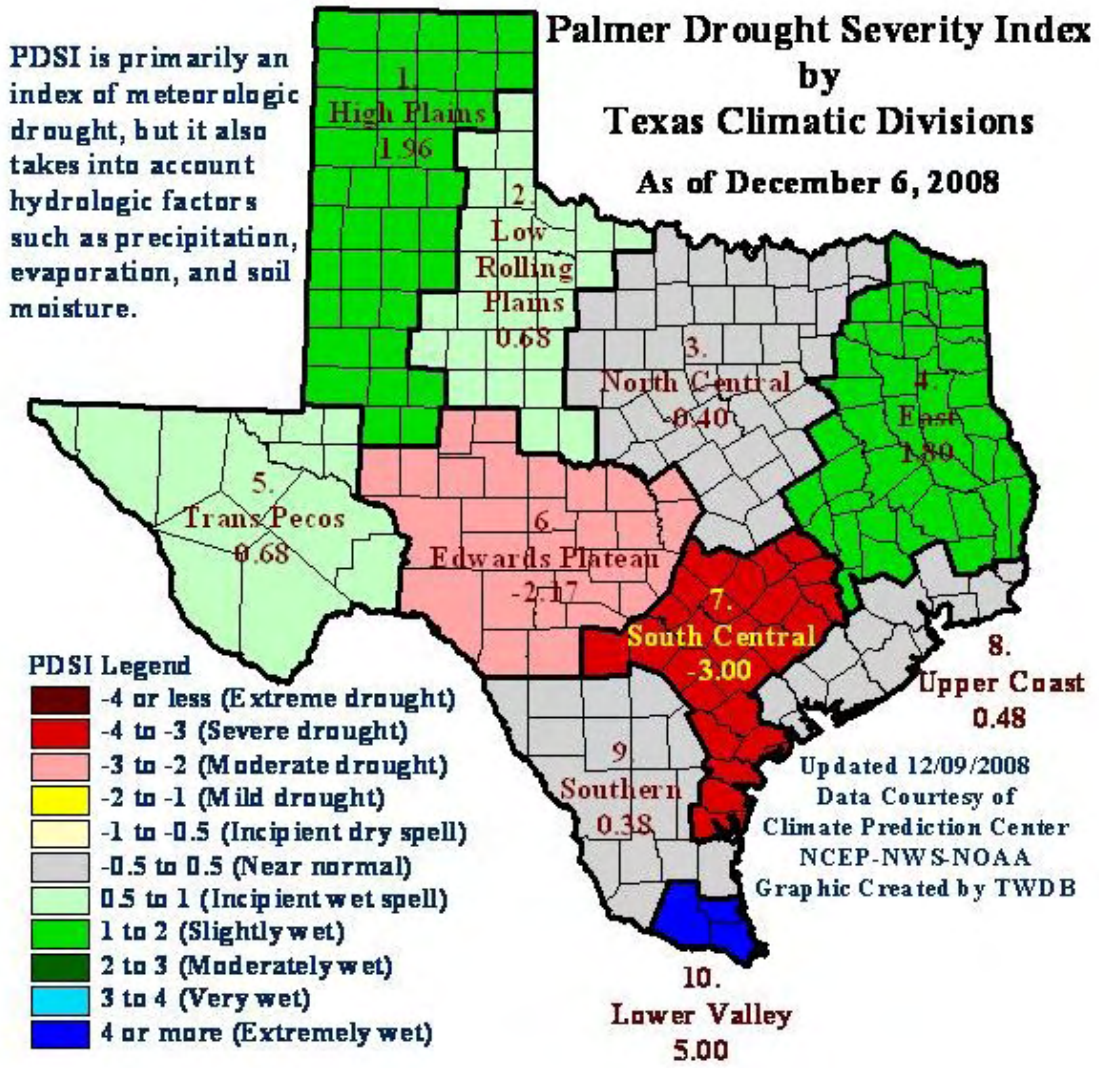 Palmer Drought Severity Index
by
Texas Climatic Divisions
As of December 6, 2008
PDSI is primarily an
index of meteorologic
drought, but it also
takes into account
hydrologic factors
such as precipitation,
evaporation, and soil
moisture.
1.
High Plains
1.96
2.
Low
Rolling
Plains
0.68
3.
North Central
-0.40
4.
East
1.80
5.
Trans Pecos
0.68
6.
Edwards Plateau
-2.17
7.
South Central
-3.00
8.
Upper Coast
0.48
9.
Southern
0.38
10.
Lower Valley
5.00
PDSI Legend
-4 or less (Extreme drought)
-4 to -3 (Severe drought)
-3 to -2 (Moderate drought)
-2 to -1 (Mild drought)
-1 to -0.5 (Incipient dry spell)
-0.5 to 0.5 (Near normal)
0.5 to 1 (Incipient wet spell)
1 to 2 (Slightly wet)
2 to 3 (Moderately wet)
3 to 4 (Very wet)
4 or more (Extremely wet)
Updated 12/09/2008
Data Courtesy of
Climate Prediction Center
NCEP-NWS-NOAA
Graphic Created by TWDB